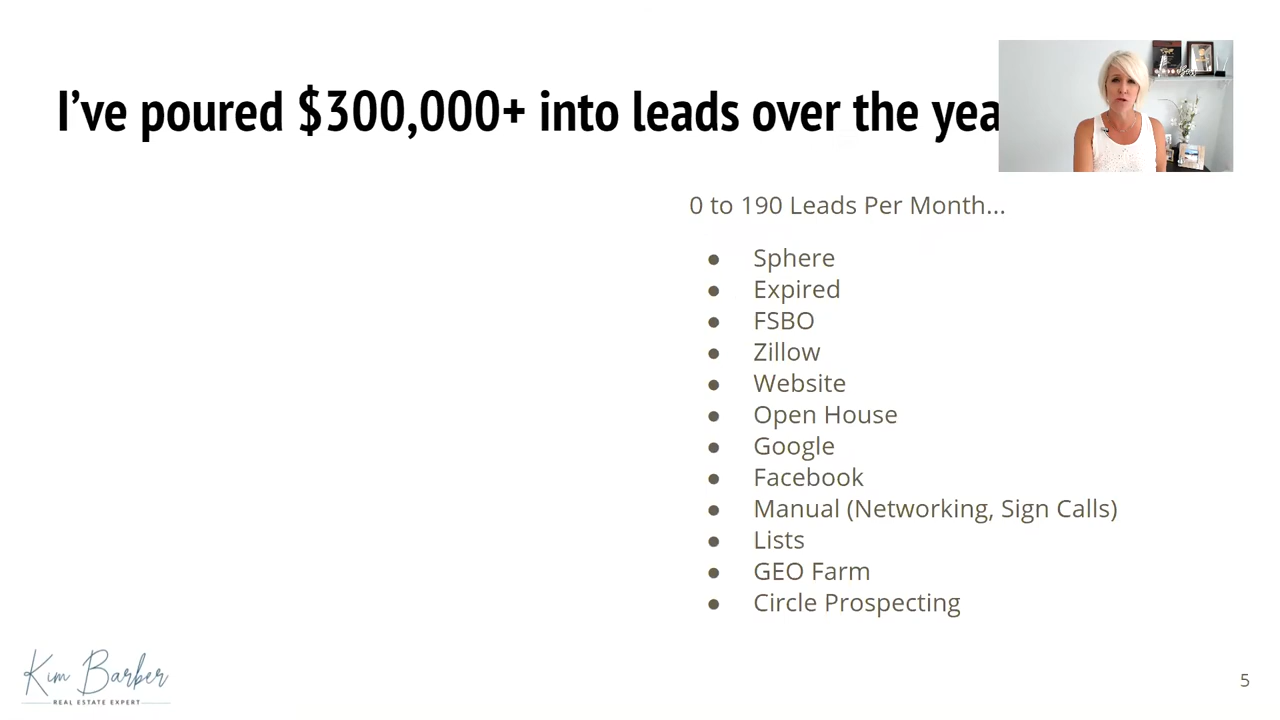 I've poured $300,000+ into leads over the yea
0 to 190 Leads Per Month...
● Sphere
● Expired
● FSBO
● Zillow
● Website
● Open House
● Google
● Facebook
● Manual (Networking, Sign Calls)
● Lists
● GEO Farm
● Circle Prospecting
Kim Barber
REAL ESTATE EXPERT
5